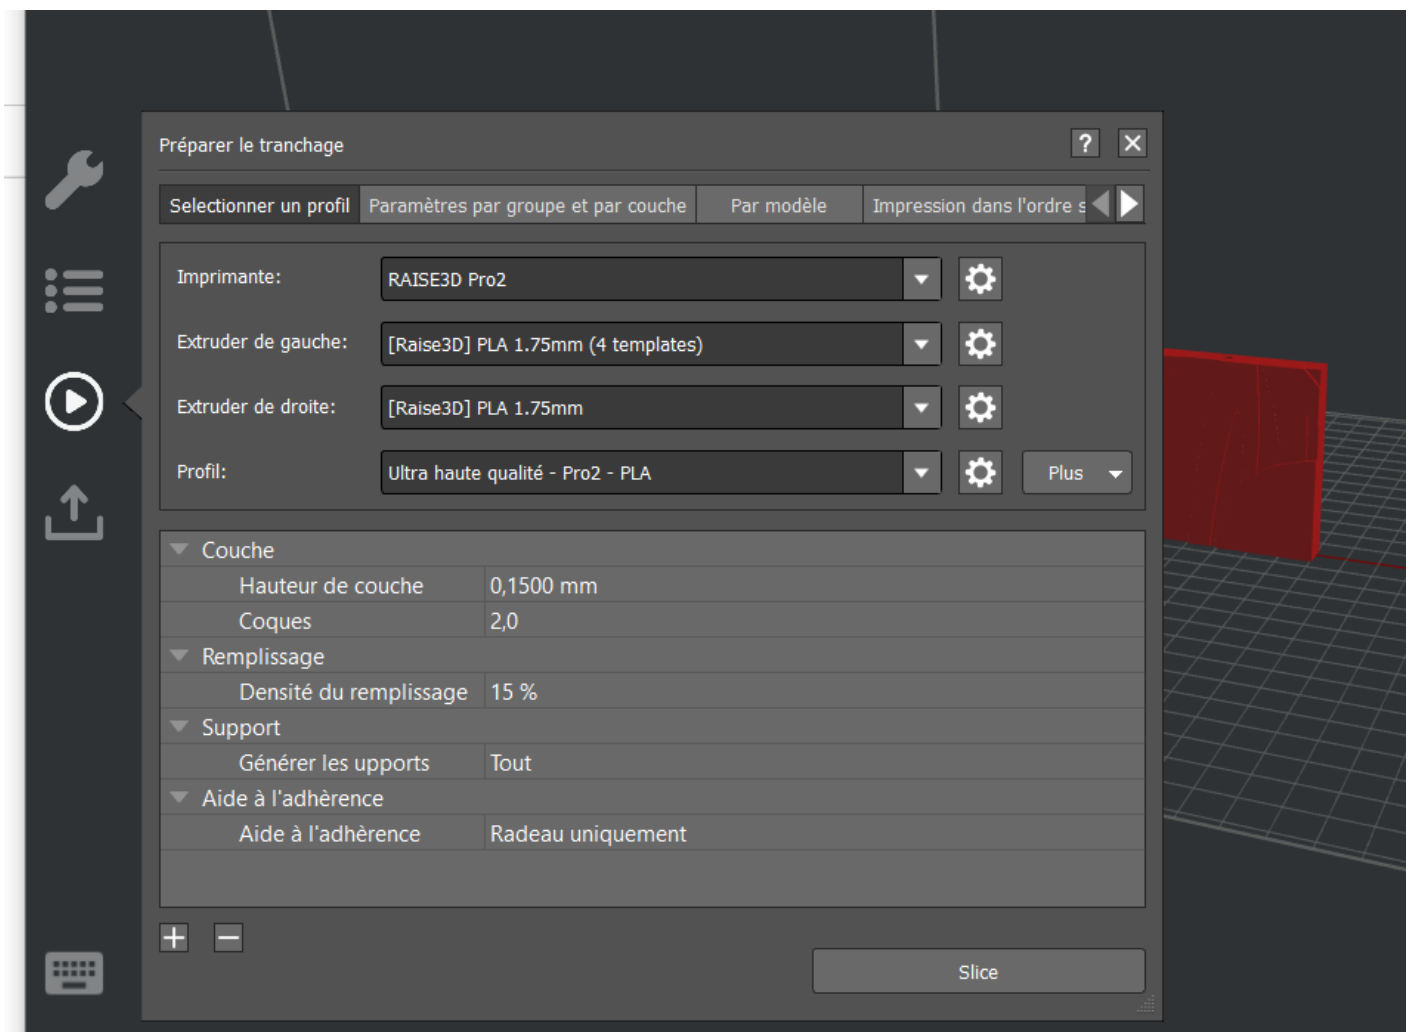 Préparer le tranchage
?
Selectionner un profil Paramètres par groupe et par couche Par modèle Impression dans l'ordre s
Imprimante: RAISE3D Pro2
Extruder de gauche: [Raise3D] PLA 1.75mm (4 templates)
Extruder de droite: [Raise3D] PLA 1.75mm
Profil: Ultra haute qualité - Pro2 - PLA Plus
Couche
Hauteur de couche 0,1500 mm
Coques 2,0
Remplissage
Densité du remplissage 15 %
Support
Générer les upports Tout
Aide à l'adhèrence
Aide à l'adhèrence Radeau uniquement
Slice